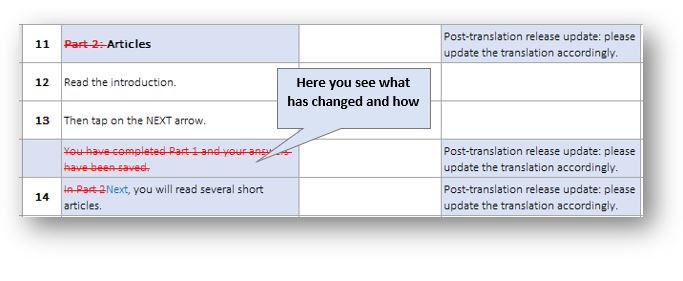 11 Part 2: Articles Post-translation release update: please
update the translation accordingly.
12 Read the introduction.
Here you see what
has changed and how
13 Then tap on the NEXT arrow.
You have completed Part 1 and your answers Post-translation release update: please
have been saved. update the translation accordingly.
14 In Part 2Next, you will read several short Post-translation release update: please
articles. update the translation accordingly.